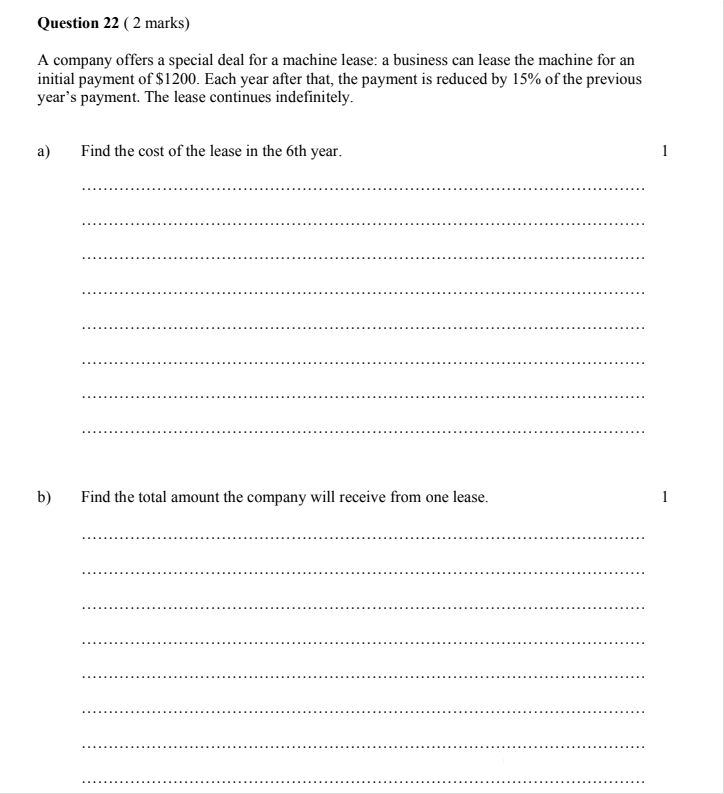 Question 22 ( 2 marks)
A company offers a special deal for a machine lease: a business can lease the machine for an
initial payment of $1200. Each year after that, the payment is reduced by 15% of the previous
year’s payment. The lease continues indefinitely.
a) Find the cost of the lease in the 6th year. 1
b) Find the total amount the company will receive from one lease. 1